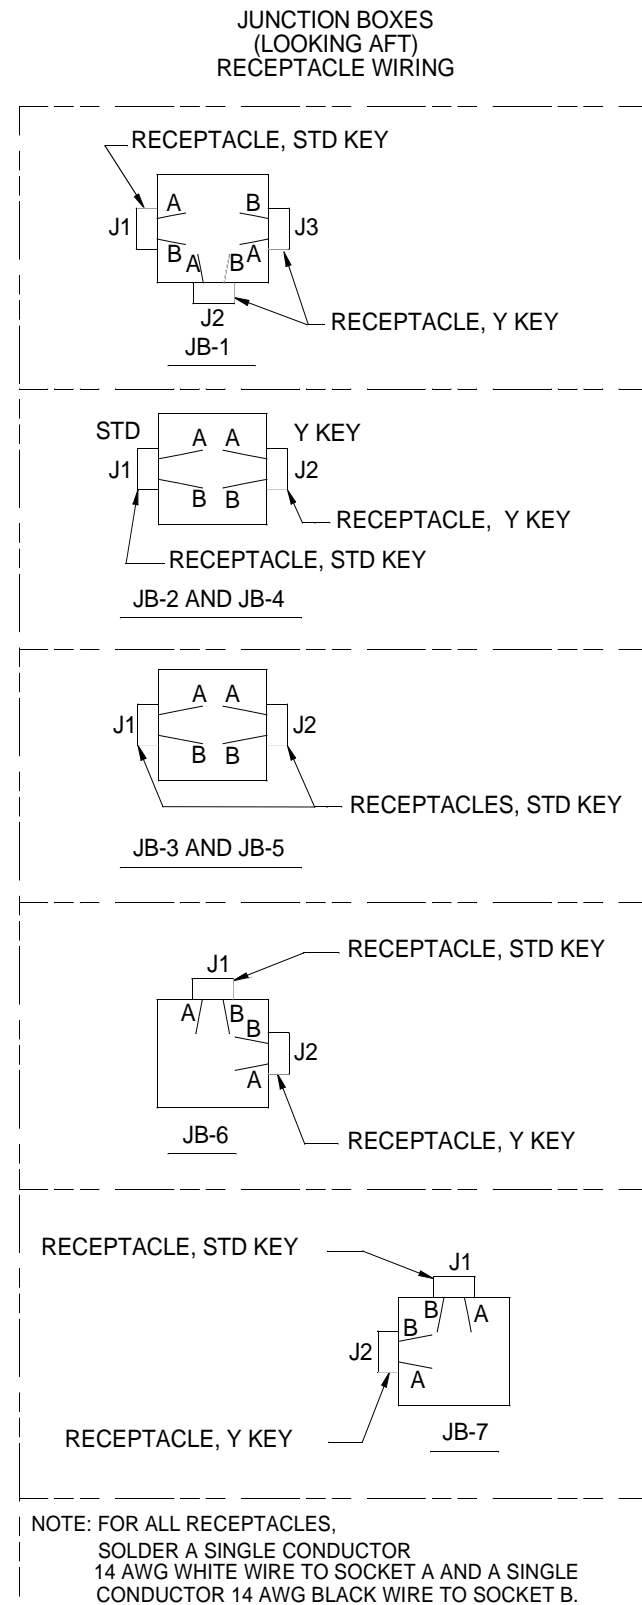 JUNCTION BOXES
(LOOKING AFT)
RECEPTACLE WIRING
RECEPTACLE, STD KEY
A B
J1 J3
B A B A
J2
RECEPTACLE, Y KEY
JB-1
STD A A Y KEY
J1 J2
B B
RECEPTACLE, Y KEY
RECEPTACLE, STD KEY
JB-2 AND JB-4
A A
J1 J2
B B
RECEPTACLES, STD KEY
JB-3 AND JB-5
RECEPTACLE, STD KEY
J1
A B
B
J2
A
JB-6
RECEPTACLE, Y KEY
RECEPTACLE, STD KEY
J1
B A
B
J2
A
RECEPTACLE, Y KEY
JB-7
NOTE: FOR ALL RECEPTACLES,
SOLDER A SINGLE CONDUCTOR
14 AWG WHITE WIRE TO SOCKET A AND A SINGLE
CONDUCTOR 14 AWG BLACK WIRE TO SOCKET B.